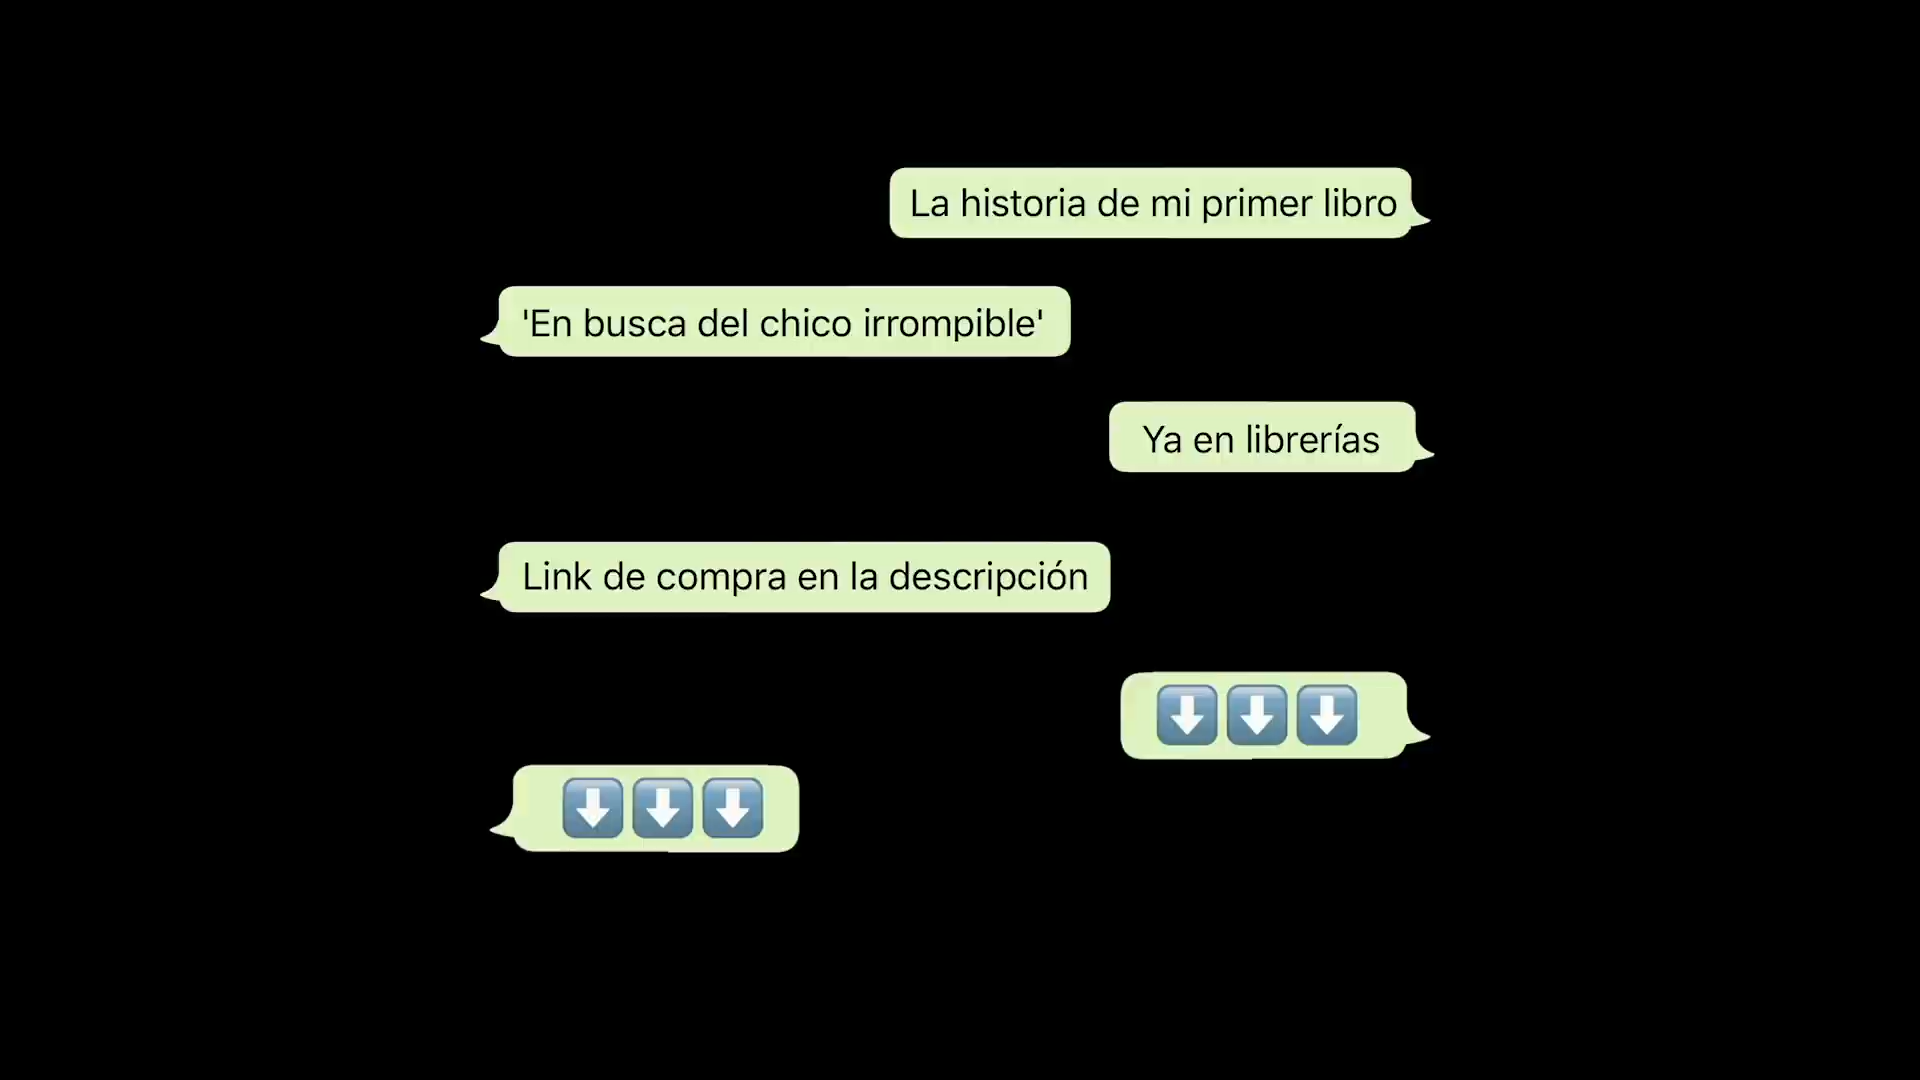 La historia de mi primer libro
'En busca del chico irrompible'
Ya en librerías
Link de compra en la descripción
⬇️⬇️⬇️
⬇️⬇️⬇️